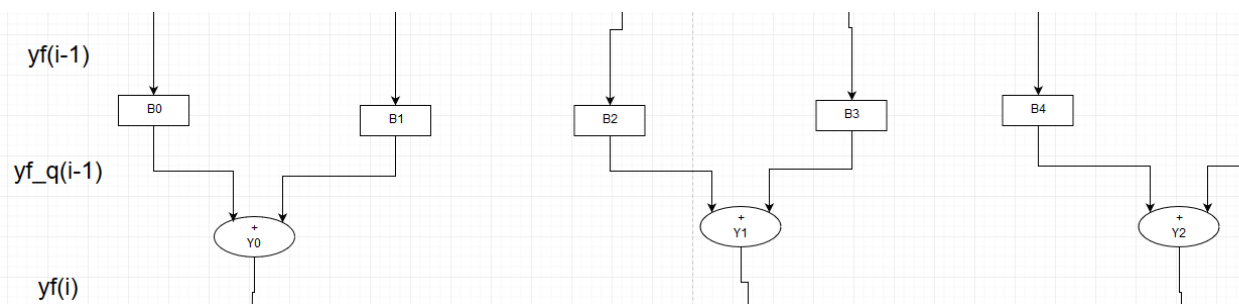 yf(i-1)
B0
B1
B2
B3
B4
yf_q(i-1)
+
Y0
+
Y1
+
Y2
yf(i)